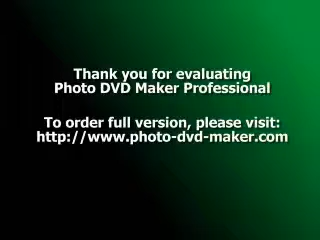 Thank you for evaluating
Photo DVD Maker Professional
To order full version, please visit:
http://www.photo-dvd-maker.com